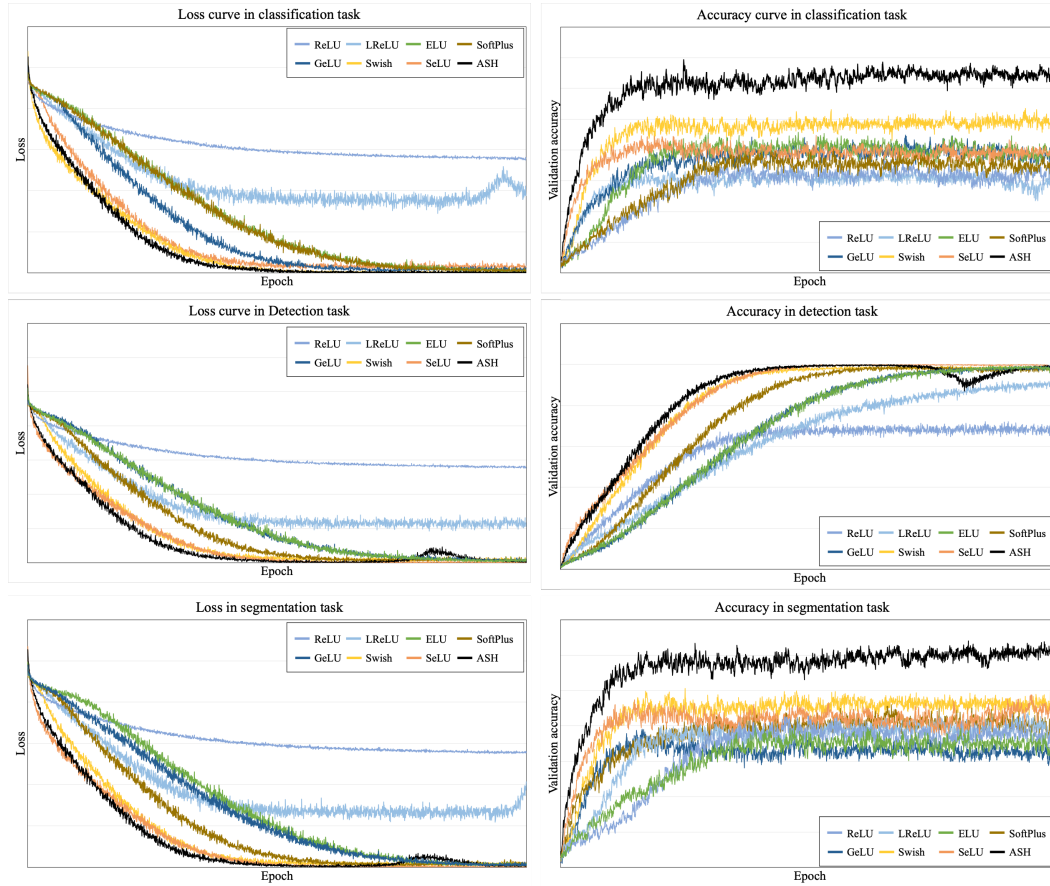 Loss curve in classification task
ReLU LReLU ELU SoftPlus
GeLU Swish SeLU ASH
Loss
Epoch
Accuracy curve in classification task
Validation accuracy
ReLU LReLU ELU SoftPlus
GeLU Swish SeLU ASH
Epoch
Loss curve in Detection task
ReLU LReLU ELU SoftPlus
GeLU Swish SeLU ASH
Loss
Epoch
Accuracy in detection task
Validation accuracy
ReLU LReLU ELU SoftPlus
GeLU Swish SeLU ASH
Epoch
Loss in segmentation task
ReLU LReLU ELU SoftPlus
GeLU Swish SeLU ASH
Loss
Epoch
Accuracy in segmentation task
Validation accuracy
ReLU LReLU ELU SoftPlus
GeLU Swish SeLU ASH
Epoch